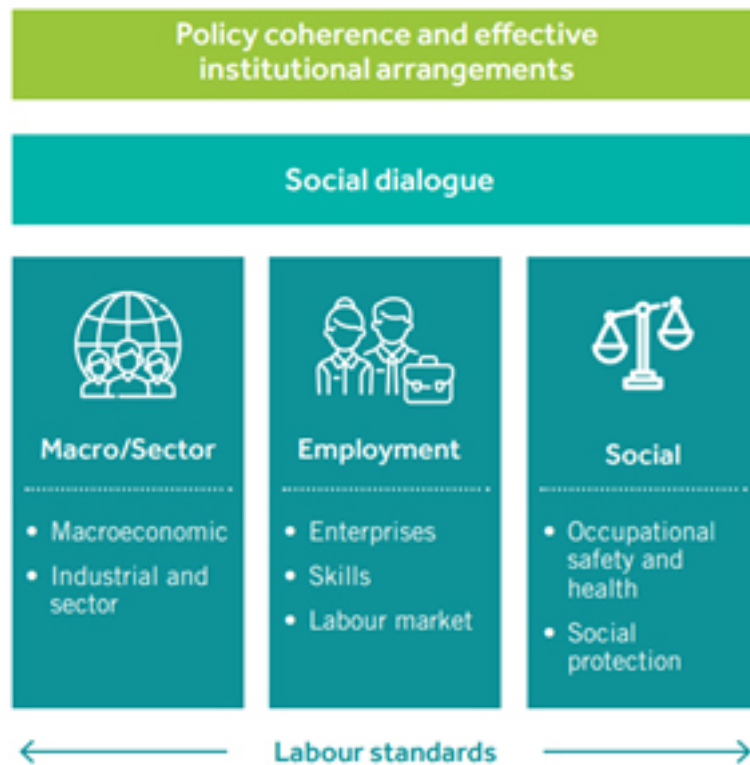 Policy coherence and effective
institutional arrangements
Social dialogue
Macro/Sector
• Macroeconomic
• Industrial and
sector
Employment
• Enterprises
• Skills
• Labour market
Social
• Occupational
safety and
health
• Social
protection
Labour standards